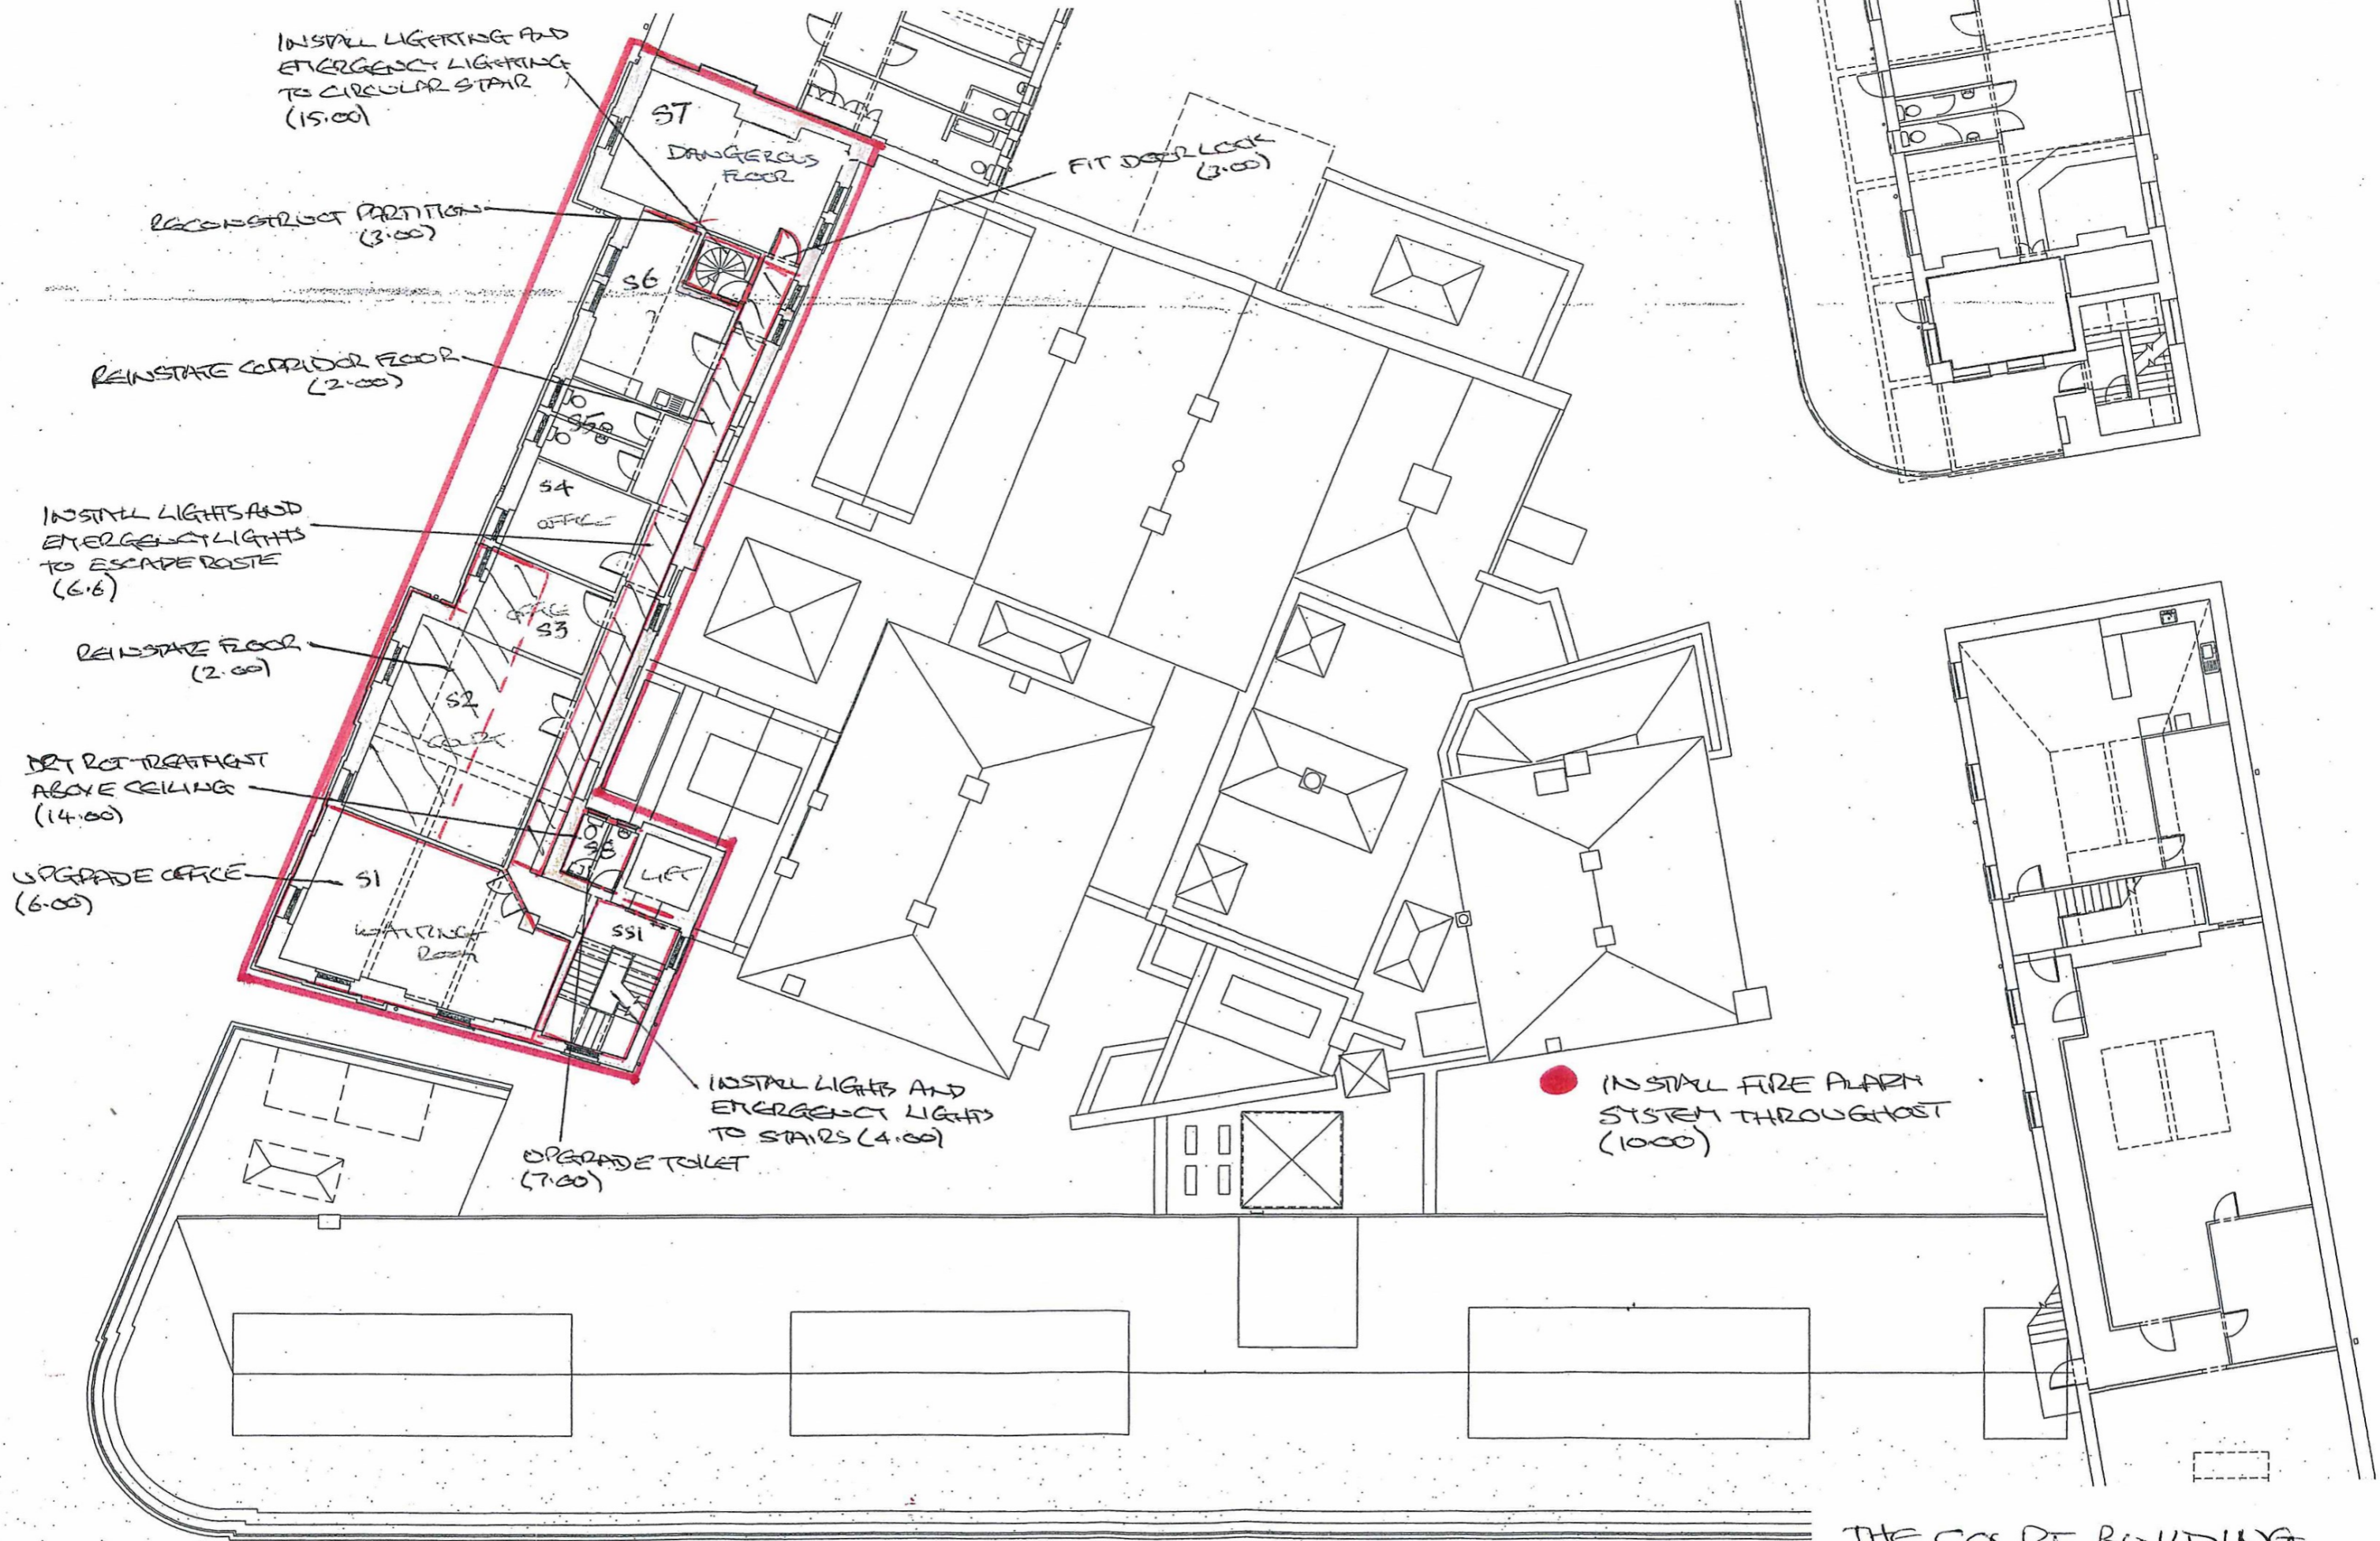 INSTALL LIGHTING AND
EMERGENCY LIGHTING
TO CIRCULAR STAIR
(15.00)
S7
DANGEROUS
FLOOR
FIT DOOR LOCK
(3.00)
RECONSTRUCT PARTITION
(3.00)
S6
REINSTATE CORRIDOR FLOOR
(2.00)
S5
S4
OFFICE
INSTALL LIGHTS AND
EMERGENCY LIGHTS
TO ESCAPE ROUTE
(6.6)
OFFICE
S3
REINSTATE FLOOR
(2.00)
S2
COURT
DRY ROT TREATMENT
ABOVE CEILING
(14.00)
S8
LIFT
UPGRADE OFFICE
(6.00)
S1
WAITING
ROOM
SS1
INSTALL LIGHTS AND
EMERGENCY LIGHTS
TO STAIRS (4.00)
UPGRADE TOILET
(7.00)
INSTALL FIRE ALARM
SYSTEM THROUGHOUT
(10.00)
THE COURT BUILDING